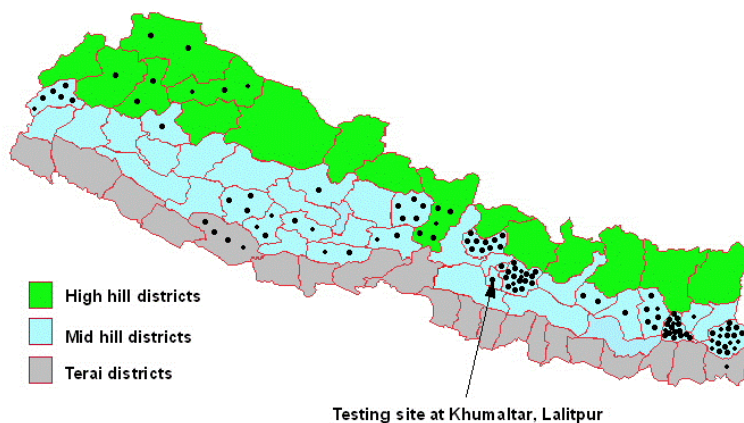 High hill districts
Mid hill districts
Terai districts
Testing site at Khumaltar, Lalitpur